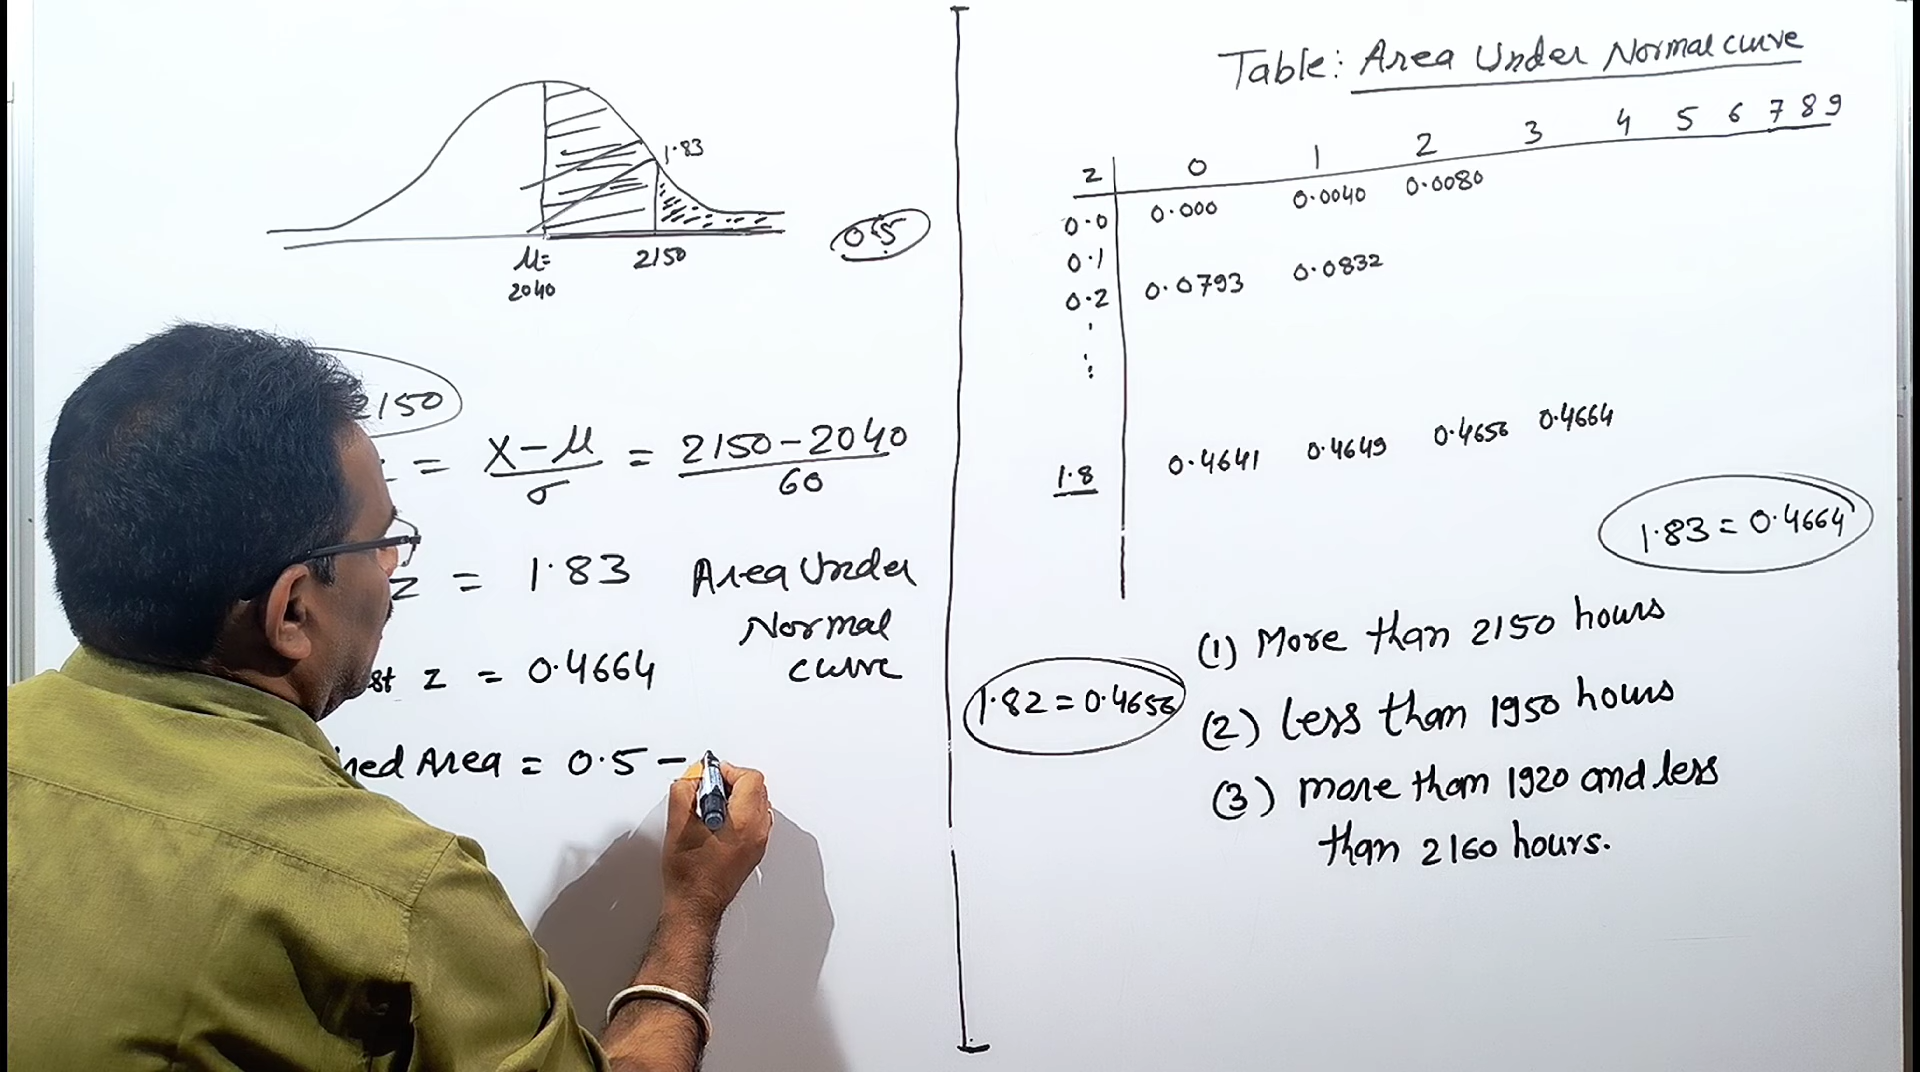 1.83
0.5
μ=
2040
2150
2150
= X-μ/σ = 2150-2040/60
z = 1.83 Area Under
Normal
curve
st z = 0.4664
Area = 0.5 -
Table: Area Under Normal curve
z 0 1 2 3 4 5 6 7 8 9
0.0 0.000 0.0040 0.0080
0.1
0.2 0.0793 0.0832
1.8 0.4641 0.4649 0.4656 0.4664
1.83 = 0.4664
1.82 = 0.4656
(1) More than 2150 hours
(2) less than 1950 hours
(3) more than 1920 and less
than 2160 hours.